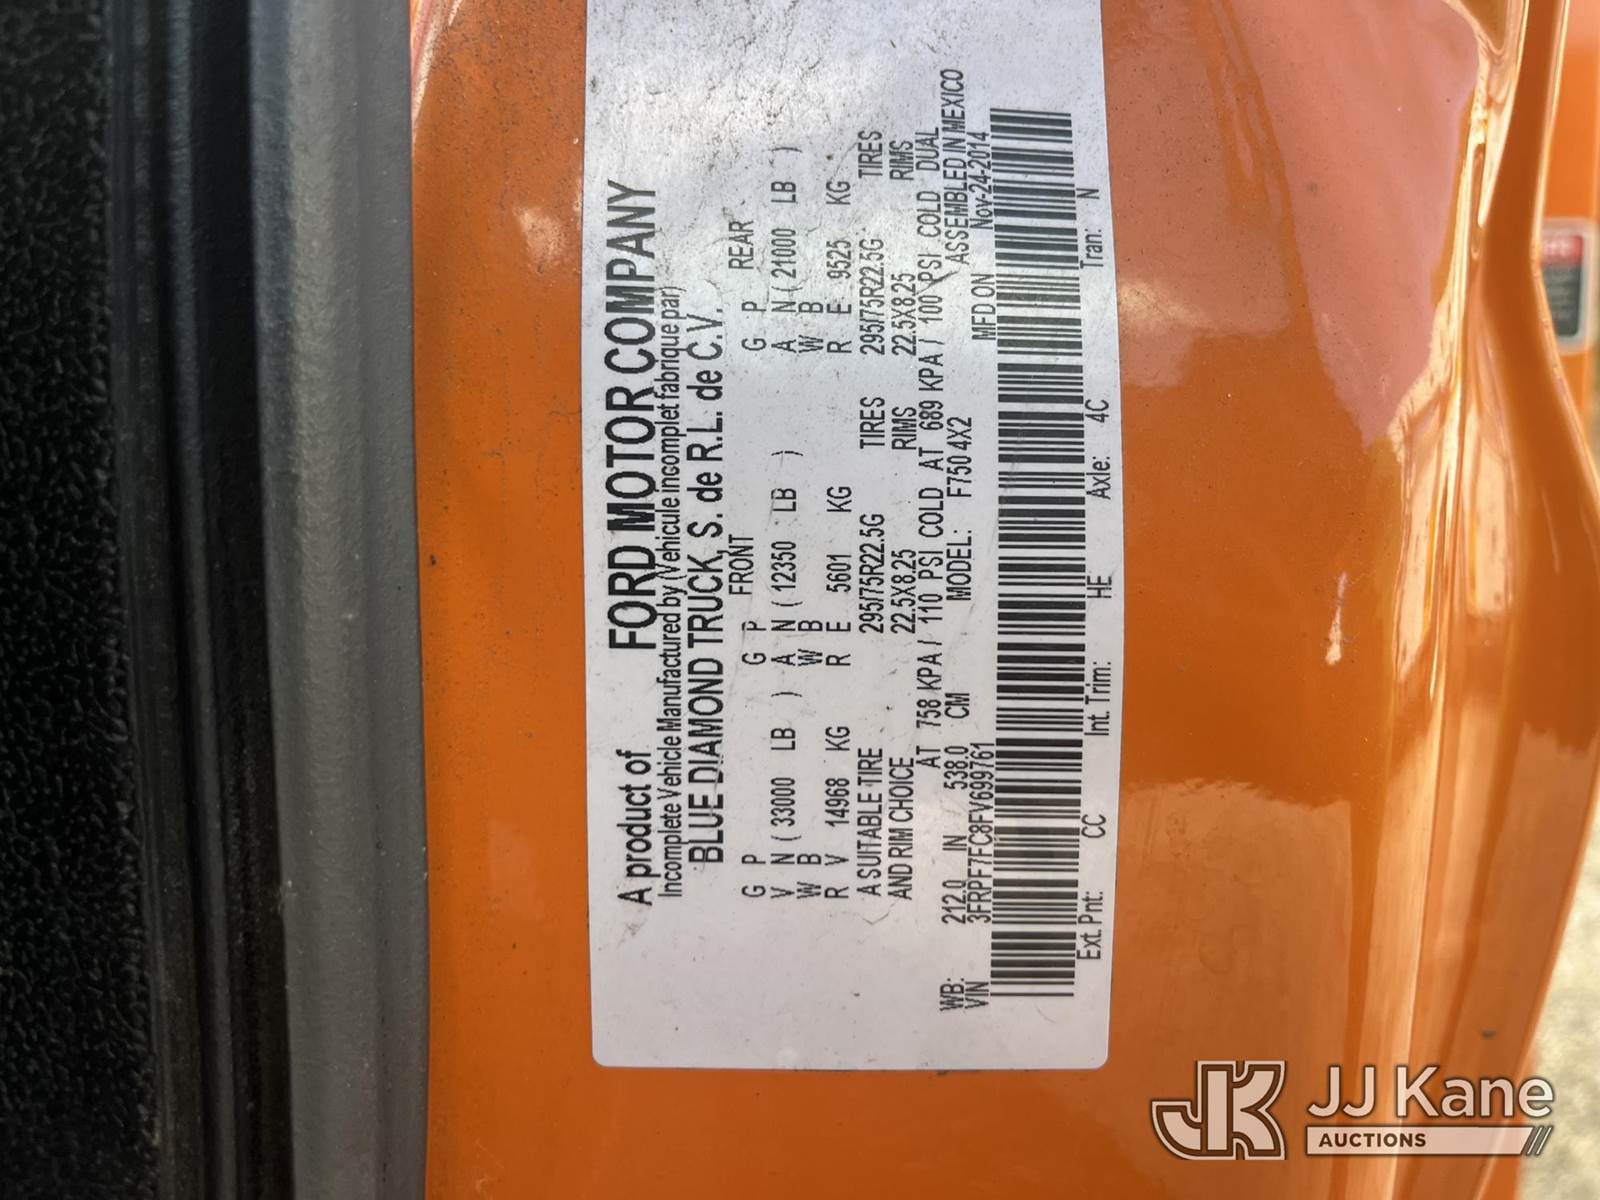 A product of FORD MOTOR COMPANY
Incomplete Vehicle Manufactured by (Vehicule incomplet fabrique par)
BLUE DIAMOND TRUCK, S. de R.L. de C.V.
FRONT REAR
G P G P G P
V N ( 33000 LB ) A N ( 12350 LB ) A N ( 21000 LB )
W B W B W B
R V 14968 KG R E 5601 KG R E 9525 KG
A SUITABLE TIRE 295/75R22.5G TIRES 295/75R22.5G TIRES
AND RIM CHOICE 22.5X8.25 RIMS 22.5X8.25 RIMS
AT 758 KPA / 110 PSI COLD AT 689 KPA / 100 PSI COLD DUAL
WB: 212.0 IN 538.0 CM MODEL: F750 4X2 ASSEMBLED IN MEXICO
VIN 3FRPF7FC8FV699761 MFD ON Nov-24-2014
Ext. Pnt: CC Int. Trim: HE Axle: 4C Tran: N
JK JJ Kane
AUCTIONS